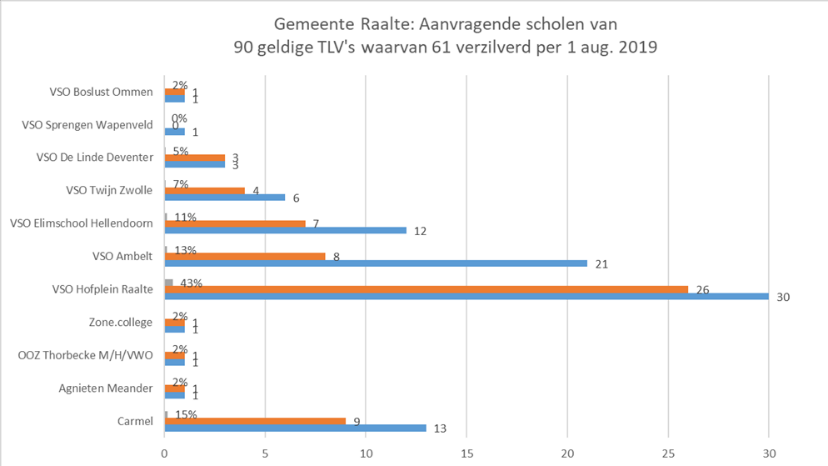 Gemeente Raalte: Aanvragende scholen van
90 geldige TLV's waarvan 61 verzilverd per 1 aug. 2019
VSO Boslust Ommen 2% 1 1
VSO Sprengen Wapenveld 0% 0 1
VSO De Linde Deventer 5% 3 3
VSO Twijn Zwolle 7% 4 6
VSO Elimschool Hellendoorn 11% 7 12
VSO Ambelt 13% 8 21
VSO Hofplein Raalte 43% 26 30
Zone.college 2% 1 1
OOZ Thorbecke M/H/VWO 2% 1 1
Agnieten Meander 2% 1 1
Carmel 15% 9 13
0 5 10 15 20 25 30